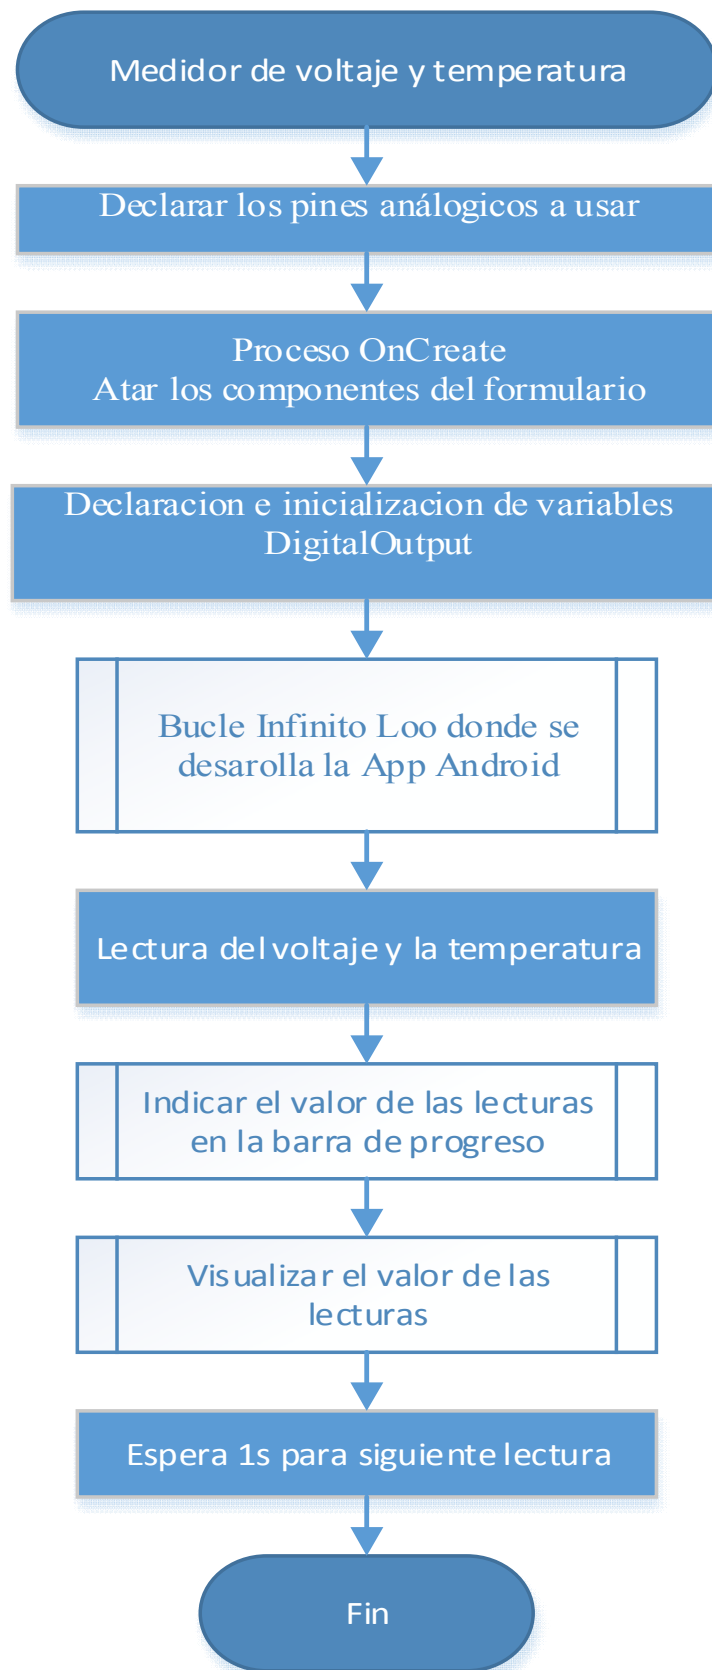 Medidor de voltaje y temperatura
Declarar los pines análogicos a usar
Proceso OnCreate
Atar los componentes del formulario
Declaracion e inicializacion de variables
DigitalOutput
Bucle Infinito Loo donde se
desarolla la App Android
Lectura del voltaje y la temperatura
Indicar el valor de las lecturas
en la barra de progreso
Visualizar el valor de las
lecturas
Espera 1s para siguiente lectura
Fin